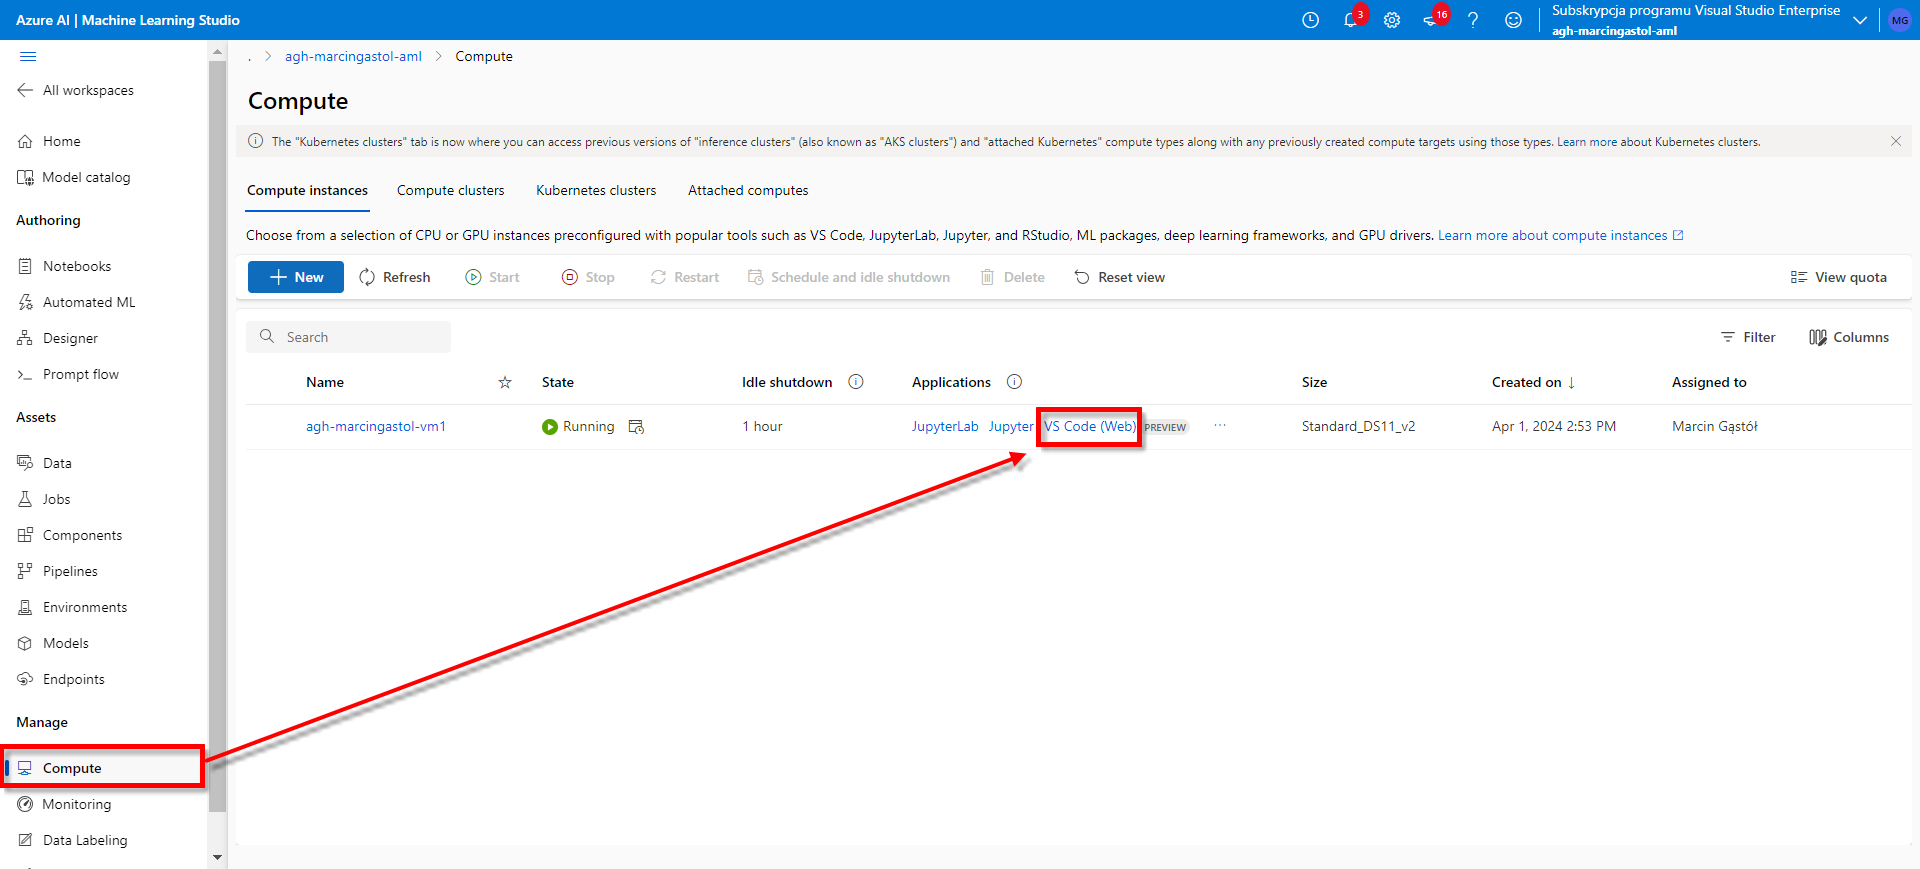 Azure AI | Machine Learning Studio
3
16
Subskrypcja programu Visual Studio Enterprise
agh-marcingastol-aml
MG
All workspaces
Home
Model catalog
Authoring
Notebooks
Automated ML
Designer
Prompt flow
Assets
Data
Jobs
Components
Pipelines
Environments
Models
Endpoints
Manage
Compute
Monitoring
Data Labeling
. > agh-marcingastol-aml > Compute
Compute
The "Kubernetes clusters" tab is now where you can access previous versions of "inference clusters" (also known as "AKS clusters") and "attached Kubernetes" compute types along with any previously created compute targets using those types. Learn more about Kubernetes clusters.
Compute instances Compute clusters Kubernetes clusters Attached computes
Choose from a selection of CPU or GPU instances preconfigured with popular tools such as VS Code, JupyterLab, Jupyter, and RStudio, ML packages, deep learning frameworks, and GPU drivers. Learn more about compute instances
New Refresh Start Stop Restart Schedule and idle shutdown Delete Reset view View quota
Search Filter Columns
Name State Idle shutdown Applications Size Created on ↓ Assigned to
agh-marcingastol-vm1 Running 1 hour JupyterLab Jupyter VS Code (Web) PREVIEW ... Standard_DS11_v2 Apr 1, 2024 2:53 PM Marcin Gąstół